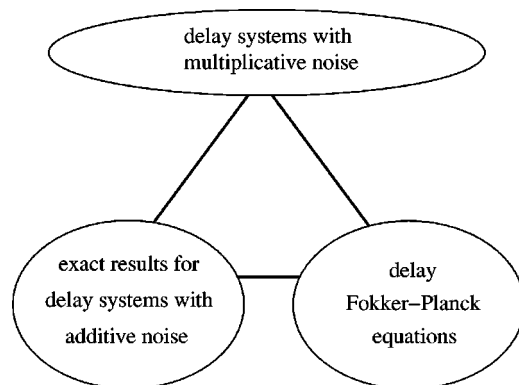 delay systems with
multiplicative noise
exact results for
delay systems with
additive noise
delay
Fokker−Planck
equations